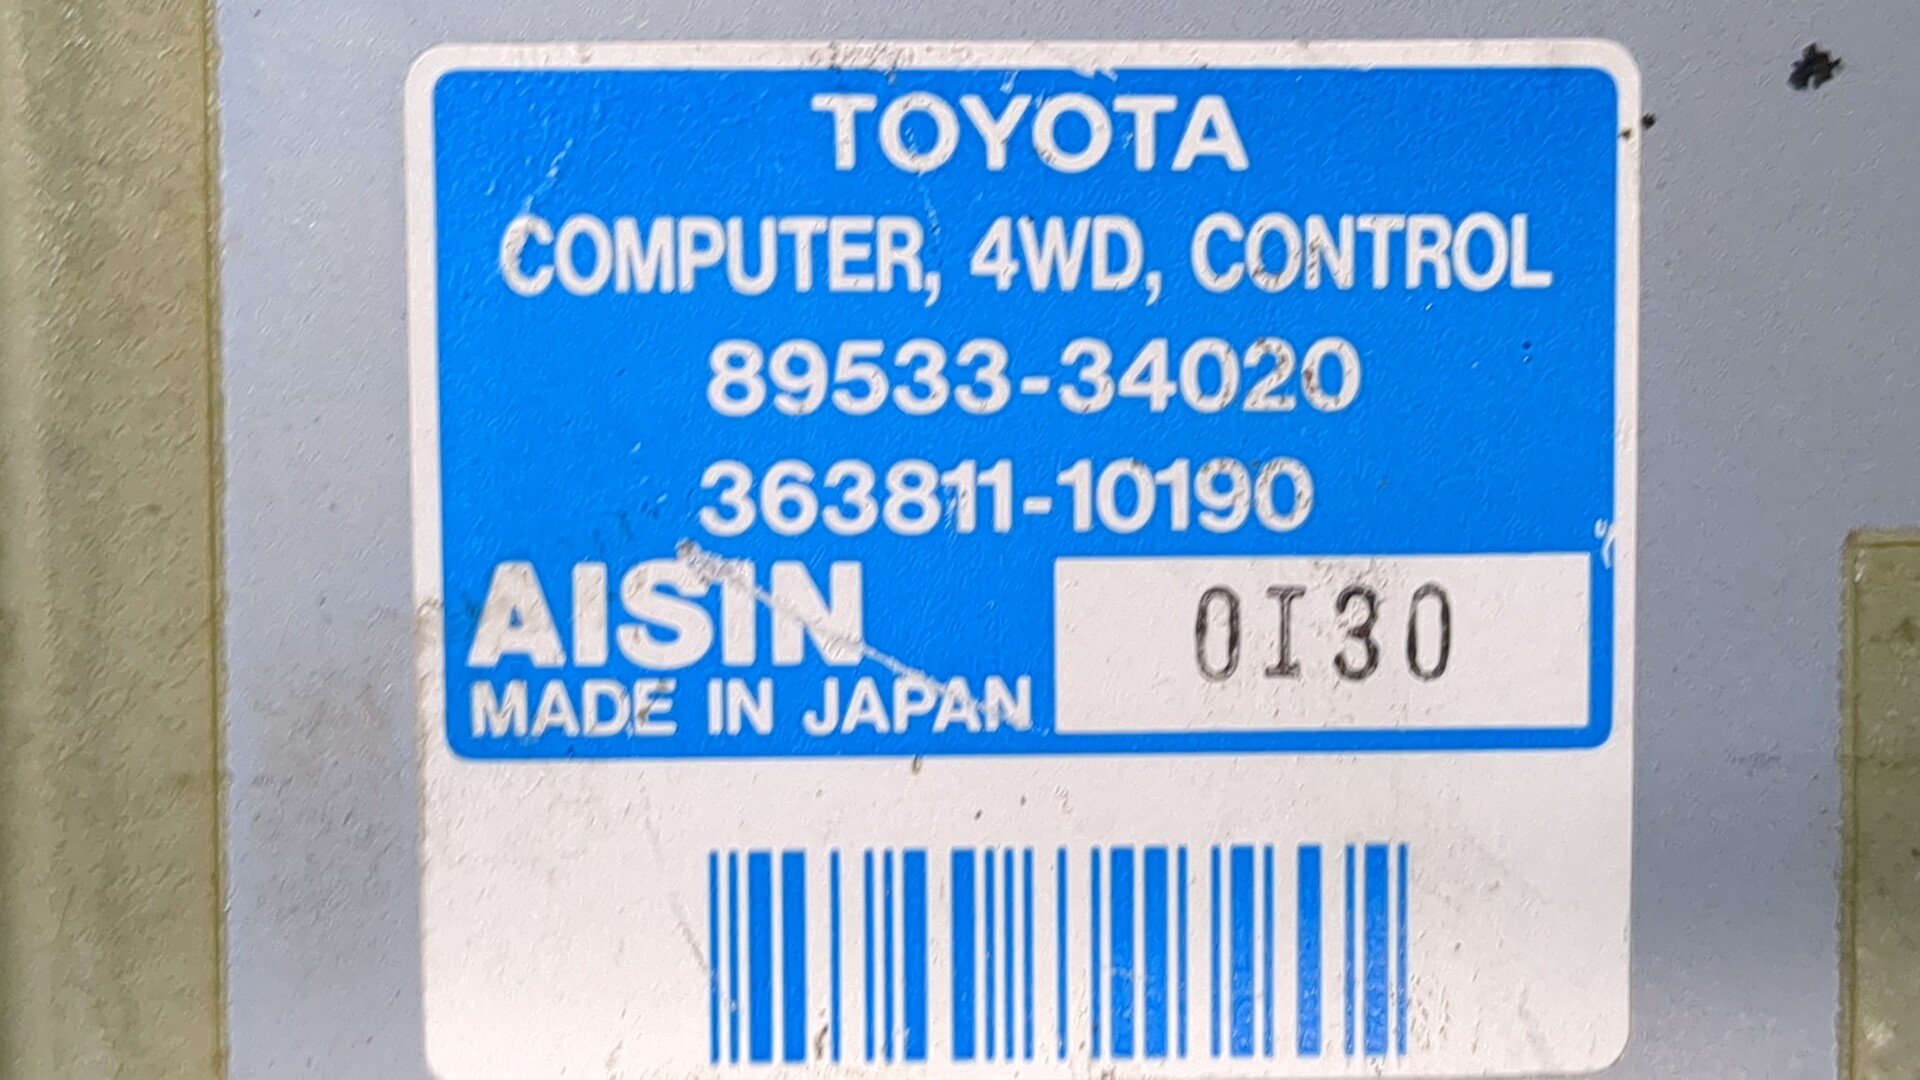 TOYOTA
COMPUTER, 4WD, CONTROL
89533-34020
363811-10190
AISIN
MADE IN JAPAN
0I30